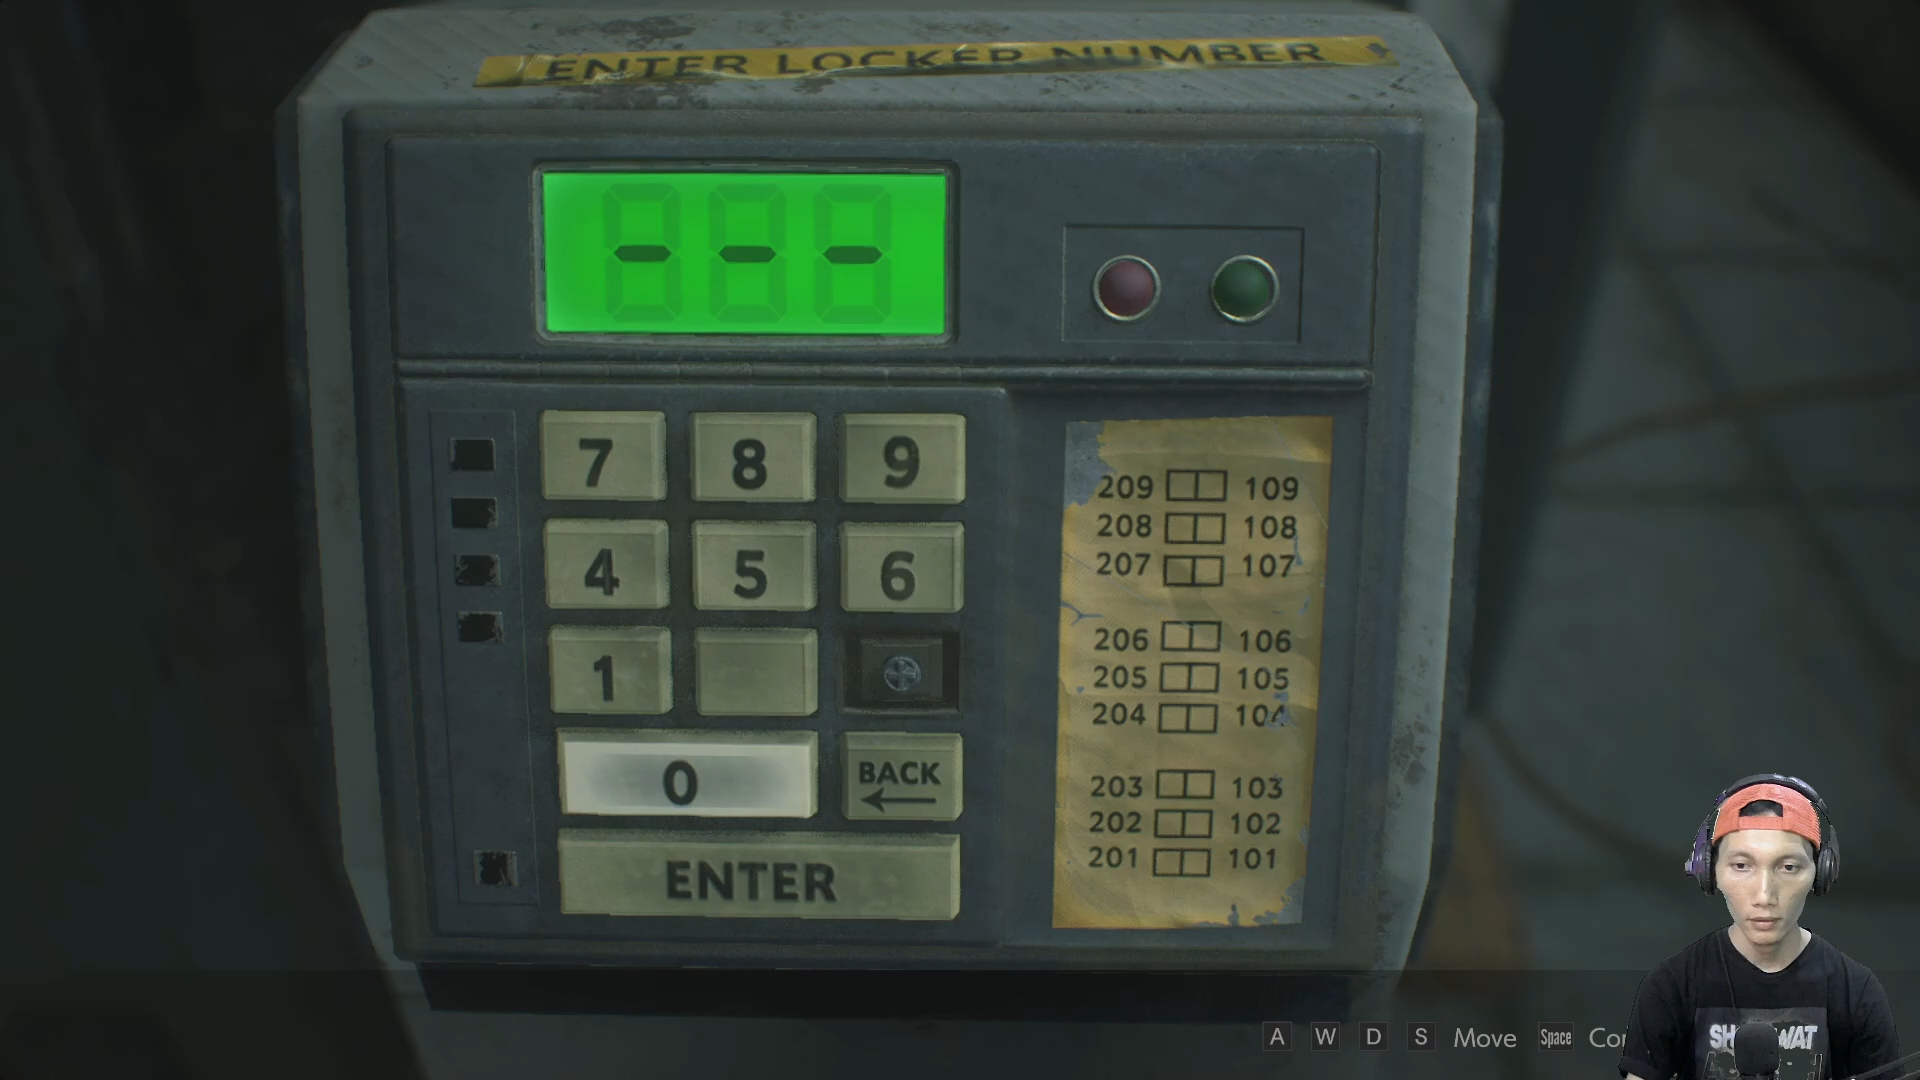 ENTER LOCKER NUMBER
7 8 9
4 5 6
1
0 BACK
ENTER
209 109
208 108
207 107
206 106
205 105
204 104
203 103
202 102
201 101
A W D S Move Space